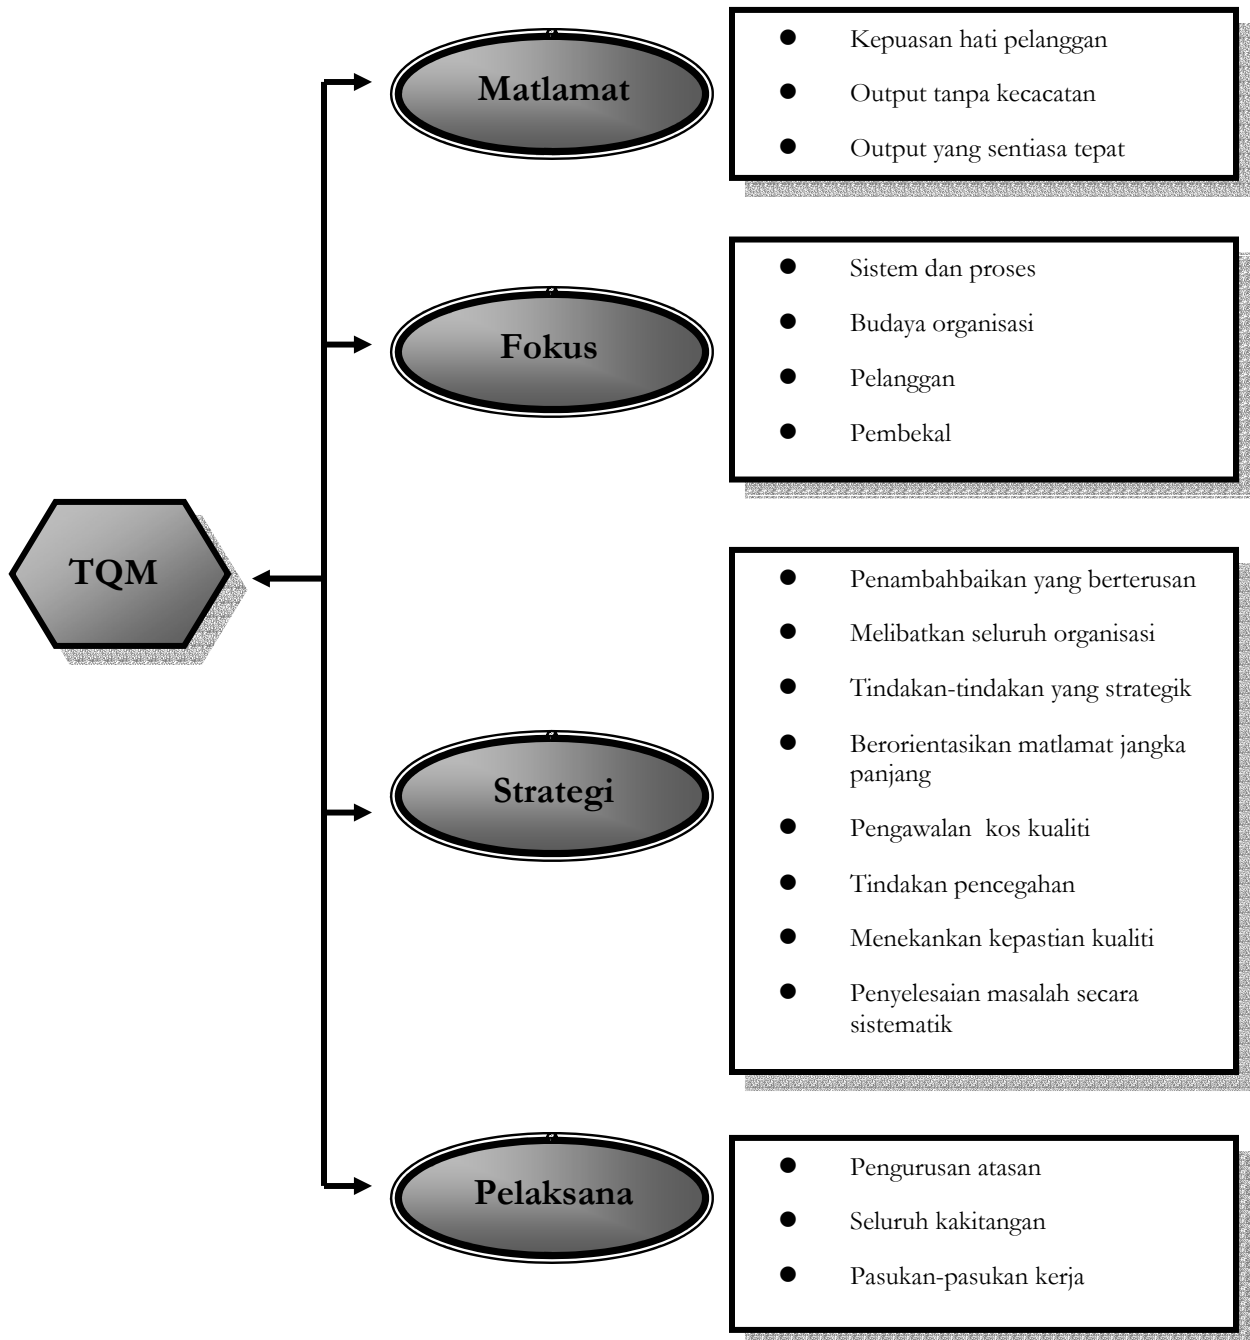 Matlamat
● Kepuasan hati pelanggan
● Output tanpa kecacatan
● Output yang sentiasa tepat
Fokus
● Sistem dan proses
● Budaya organisasi
● Pelanggan
● Pembekal
TQM
Strategi
● Penambahbaikan yang berterusan
● Melibatkan seluruh organisasi
● Tindakan-tindakan yang strategik
● Berorientasikan matlamat jangka
panjang
● Pengawalan kos kualiti
● Tindakan pencegahan
● Menekankan kepastian kualiti
● Penyelesaian masalah secara
sistematik
Pelaksana
● Pengurusan atasan
● Seluruh kakitangan
● Pasukan-pasukan kerja